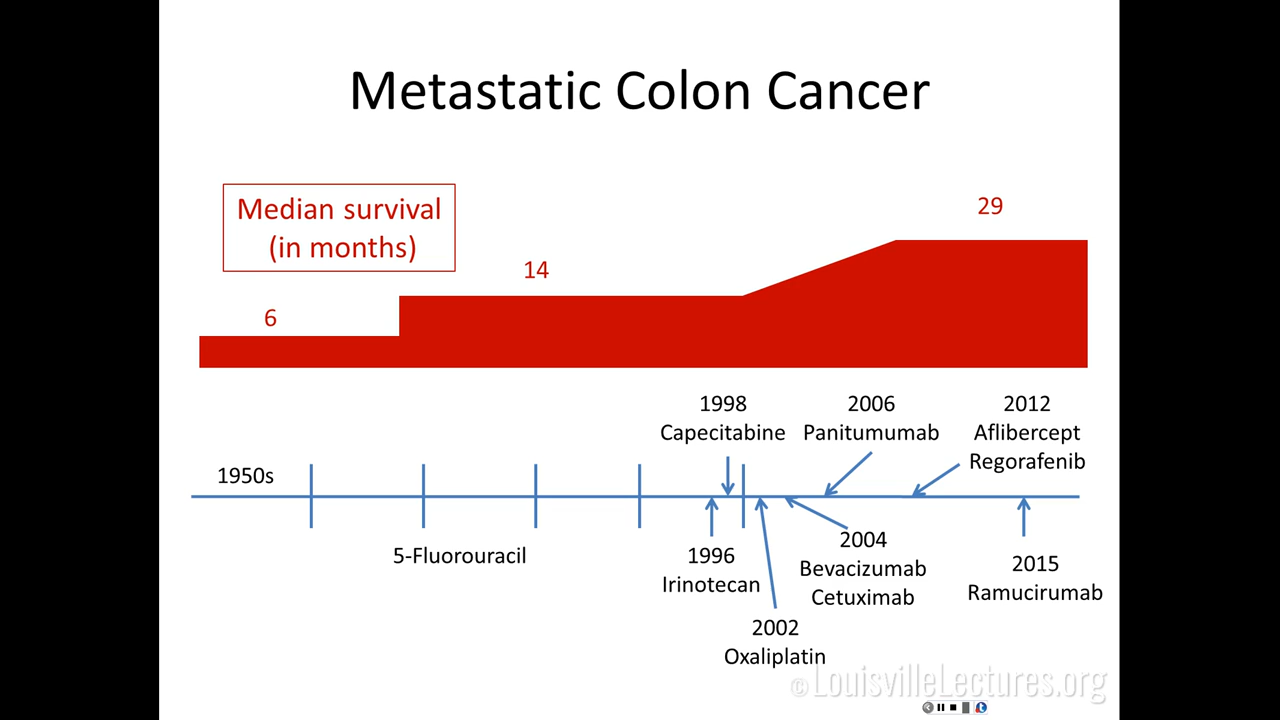 Metastatic Colon Cancer
Median survival
(in months)
29
14
6
1998
Capecitabine
2006
Panitumumab
2012
Aflibercept
Regorafenib
1950s
5-Fluorouracil
1996
Irinotecan
2004
Bevacizumab
Cetuximab
2015
Ramucirumab
2002
Oxaliplatin
©LouisvilleLectures.org